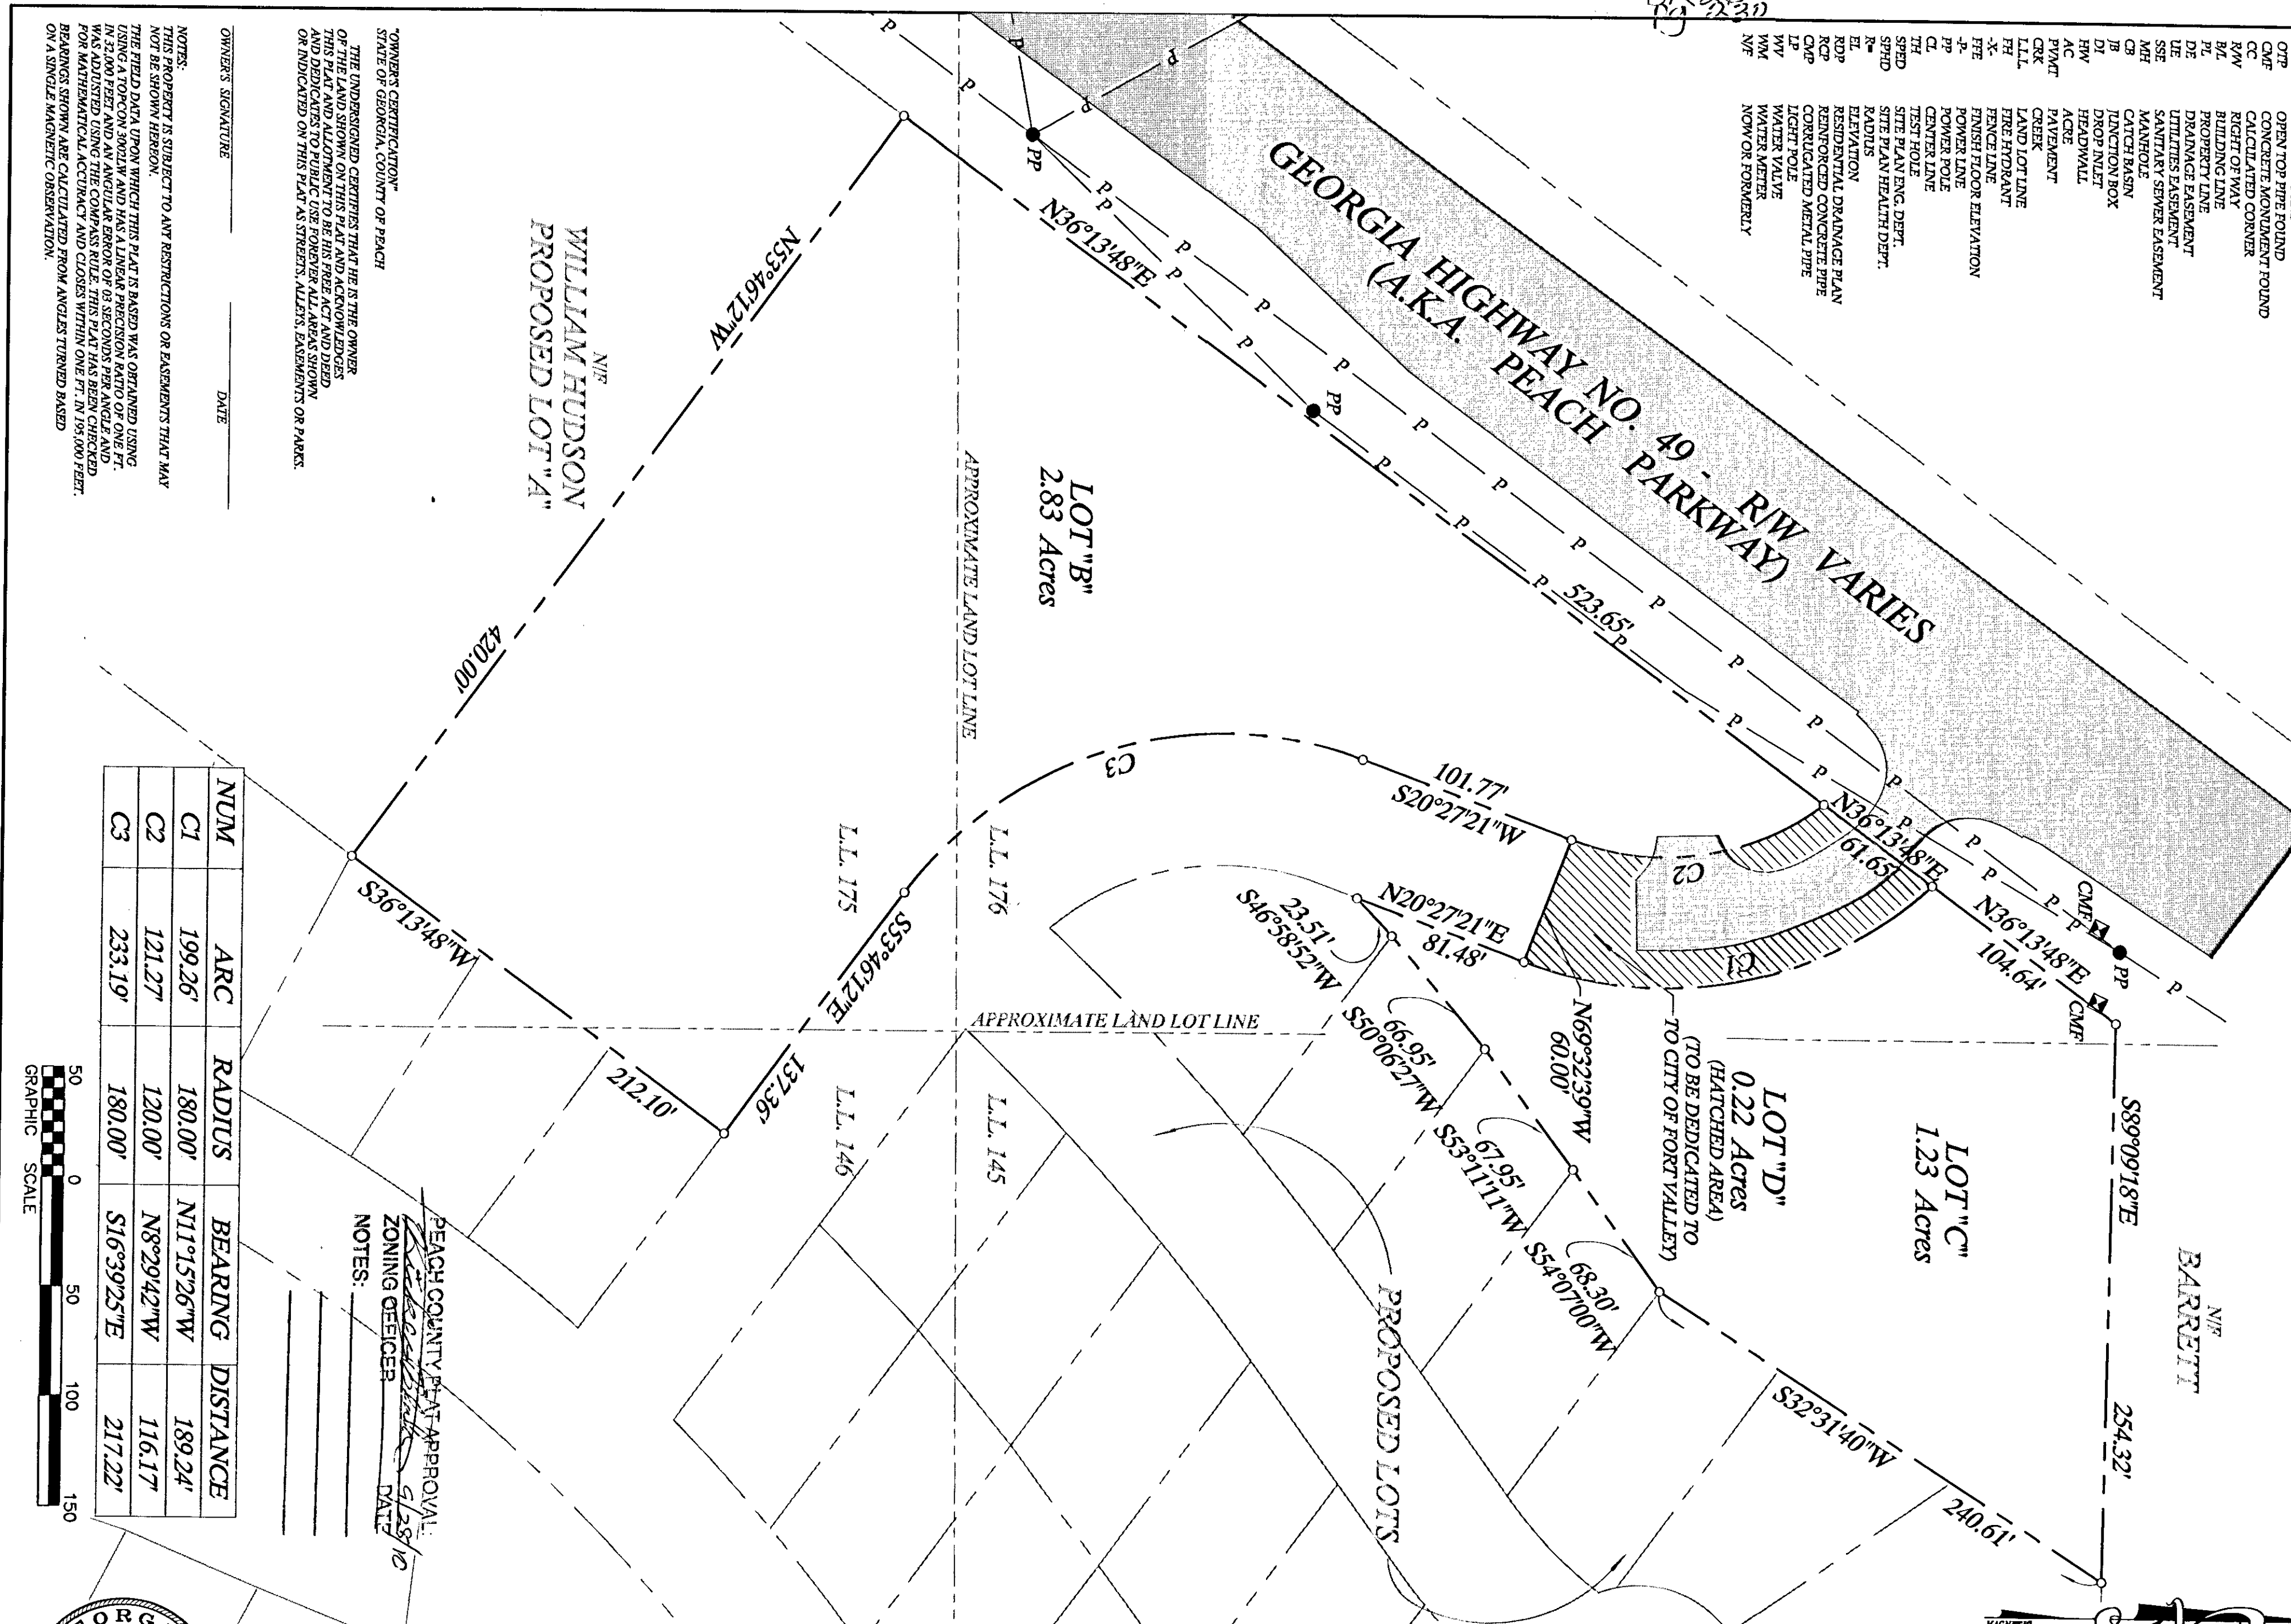 OTP OPEN TOP PIPE FOUND
CMF CONCRETE MONUMENT FOUND
CC CALCULATED CORNER
R/W RIGHT OF WAY
B/L BUILDING LINE
PL PROPERTY LINE
DE DRAINAGE EASEMENT
UE UTILITIES EASEMENT
SSE SANITARY SEWER EASEMENT
MH MANHOLE
CB CATCH BASIN
JB JUNCTION BOX
DI DROP INLET
HW HEADWALL
AC ACRE
PVMT PAVEMENT
CRK CREEK
L.L.L. LAND LOT LINE
FH FIRE HYDRANT
-X- FENCE LINE
FFE FINISH FLOOR ELEVATION
-P- POWER LINE
PP POWER POLE
CL CENTER LINE
TH TEST HOLE
SPED SITE PLAN ENG. DEPT.
SPHD SITE PLAN HEALTH DEPT.
R= RADIUS
EL ELEVATION
RDP RESIDENTIAL DRAINAGE PLAN
RCP REINFORCED CONCRETE PIPE
CMP CORRUGATED METAL PIPE
LP LIGHT POLE
WV WATER VALVE
WM WATER METER
N/F NOW OR FORMERLY
GEORGIA HIGHWAY NO. 49 - R/W VARIES
(A.K.A. PEACH PARKWAY)
N/F
BARRETT
S89°09'18"E 254.32'
CMF
PP
CMF
N36°13'48"E
104.64'
N36°13'48"E
61.65'
LOT "C"
1.23 Acres
LOT "D"
0.22 Acres
(HATCHED AREA)
(TO BE DEDICATED TO
TO CITY OF FORT VALLEY)
C1
C2
N69°32'39"W
60.00'
S32°31'40"W 240.61'
68.30'
S54°07'00"W
67.95'
S53°11'11"W
66.95'
S50°06'27"W
23.51'
S46°58'52"W
N20°27'21"E
81.48'
101.77'
S20°27'21"W
C3
PROPOSED LOTS
N36°13'48"E 523.65'
PP
PP
LOT "B"
2.83 Acres
APPROXIMATE LAND LOT LINE
APPROXIMATE LAND LOT LINE
L.L. 176
L.L. 175
L.L. 145
L.L. 146
S53°46'12"E 137.36'
S36°13'48"W 212.10'
N53°46'12"W 420.00'
N/F
WILLIAM HUDSON
PROPOSED LOT "A"
"OWNER'S CERTIFICATION"
STATE OF GEORGIA, COUNTY OF PEACH
THE UNDERSIGNED CERTIFIES THAT HE IS THE OWNER
OF THE LAND SHOWN ON THIS PLAT AND ACKNOWLEDGES
THIS PLAT AND ALLOTMENT TO BE HIS FREE ACT AND DEED
AND DEDICATES TO PUBLIC USE FOREVER ALL AREAS SHOWN
OR INDICATED ON THIS PLAT AS STREETS, ALLEYS, EASEMENTS OR PARKS.
OWNER'S SIGNATURE DATE
NOTES:
THIS PROPERTY IS SUBJECT TO ANY RESTRICTIONS OR EASEMENTS THAT MAY
NOT BE SHOWN HEREON.
THE FIELD DATA UPON WHICH THIS PLAT IS BASED WAS OBTAINED USING
USING A TOPCON 3001LW AND HAS A LINEAR PRECISION RATIO OF ONE FT.
IN 32,000 FEET AND AN ANGULAR ERROR OF 03 SECONDS PER ANGLE AND
WAS ADJUSTED USING THE COMPASS RULE. THIS PLAT HAS BEEN CHECKED
FOR MATHEMATICAL ACCURACY AND CLOSES WITHIN ONE FT. IN 195,000 FEET.
BEARINGS SHOWN ARE CALCULATED FROM ANGLES TURNED BASED
ON A SINGLE MAGNETIC OBSERVATION.
PEACH COUNTY PLAT APPROVAL:
ZONING OFFICER DATE 9/28/10
NOTES:
NUM ARC RADIUS BEARING DISTANCE
C1 199.26' 180.00' N11°15'26"W 189.24'
C2 121.27' 120.00' N8°29'42"W 116.17'
C3 233.19' 180.00' S16°39'25"E 217.22'
50 0 50 100 150
GRAPHIC SCALE